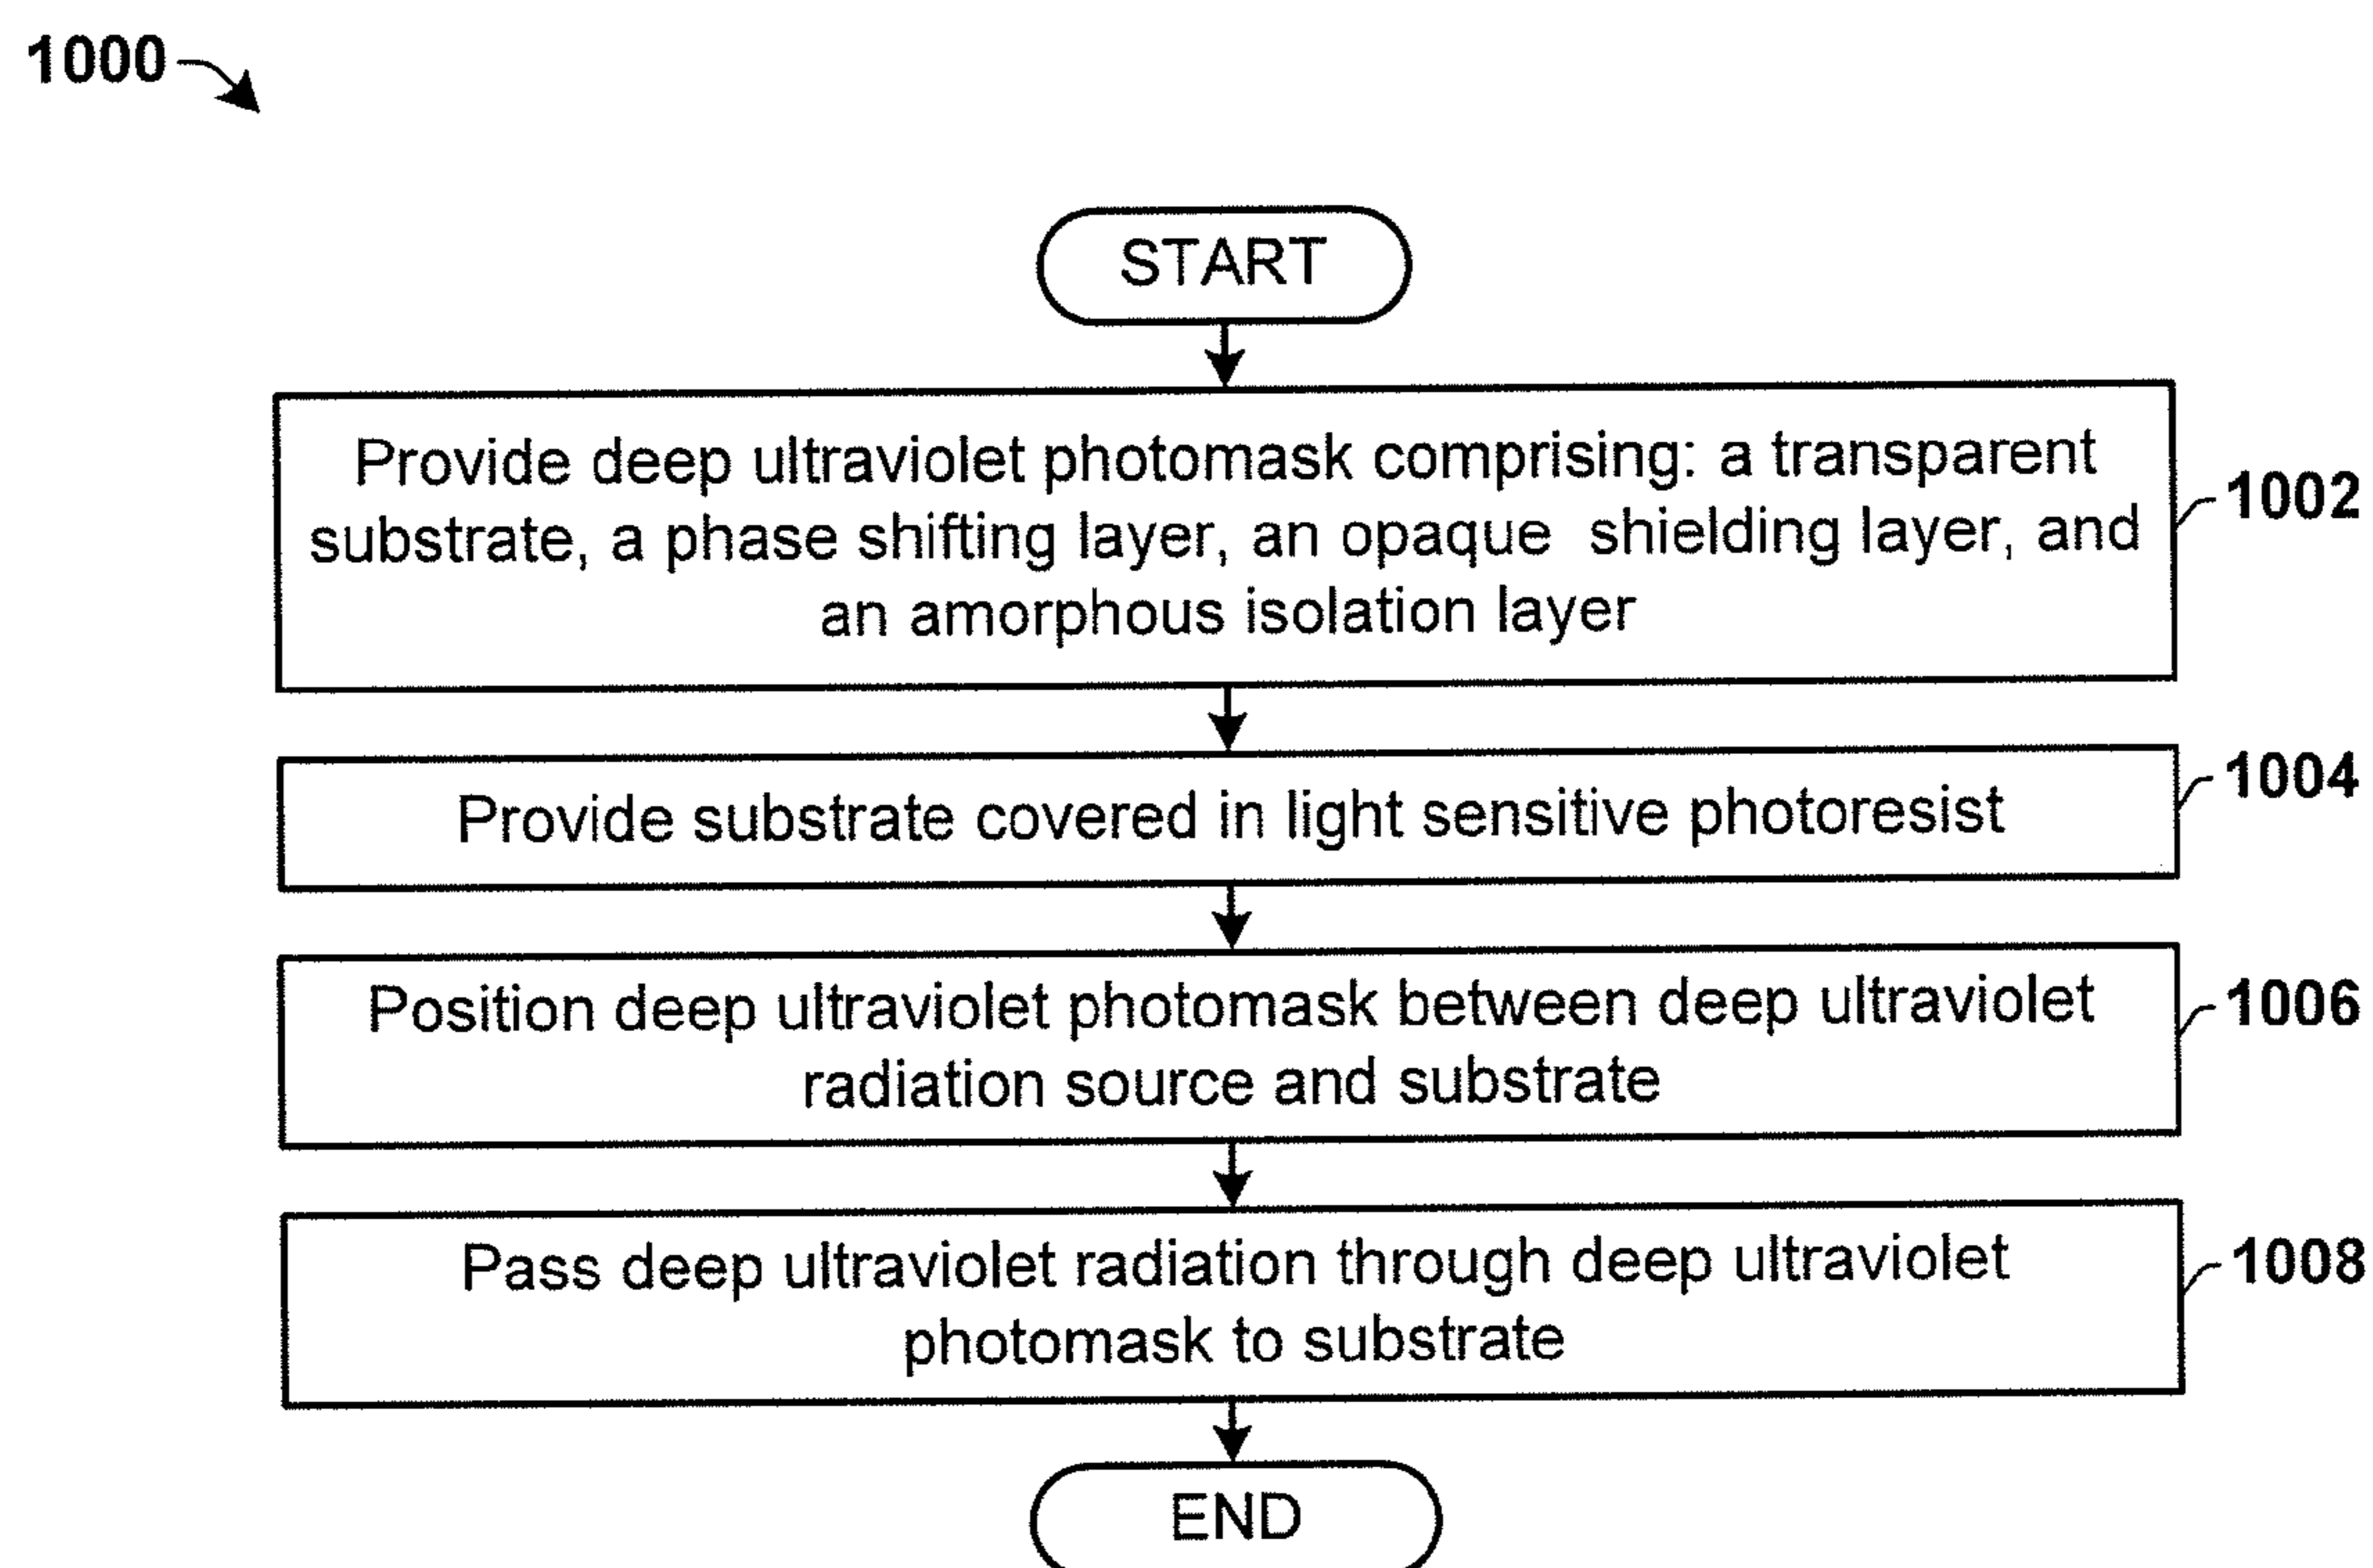 1000
START
Provide deep ultraviolet photomask comprising: a transparent
substrate, a phase shifting layer, an opaque shielding layer, and
an amorphous isolation layer
1002
Provide substrate covered in light sensitive photoresist
1004
Position deep ultraviolet photomask between deep ultraviolet
radiation source and substrate
1006
Pass deep ultraviolet radiation through deep ultraviolet
photomask to substrate
1008
END